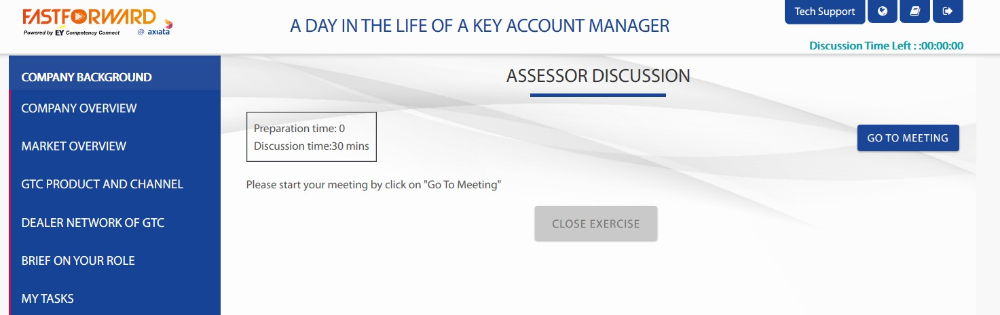 FASTFORWARD
Powered by EY Competency Connect
@ axiata
A DAY IN THE LIFE OF A KEY ACCOUNT MANAGER
Tech Support
Discussion Time Left : :00:00:00
COMPANY BACKGROUND
COMPANY OVERVIEW
MARKET OVERVIEW
GTC PRODUCT AND CHANNEL
DEALER NETWORK OF GTC
BRIEF ON YOUR ROLE
MY TASKS
ASSESSOR DISCUSSION
Preparation time: 0
Discussion time:30 mins
GO TO MEETING
Please start your meeting by click on "Go To Meeting"
CLOSE EXERCISE